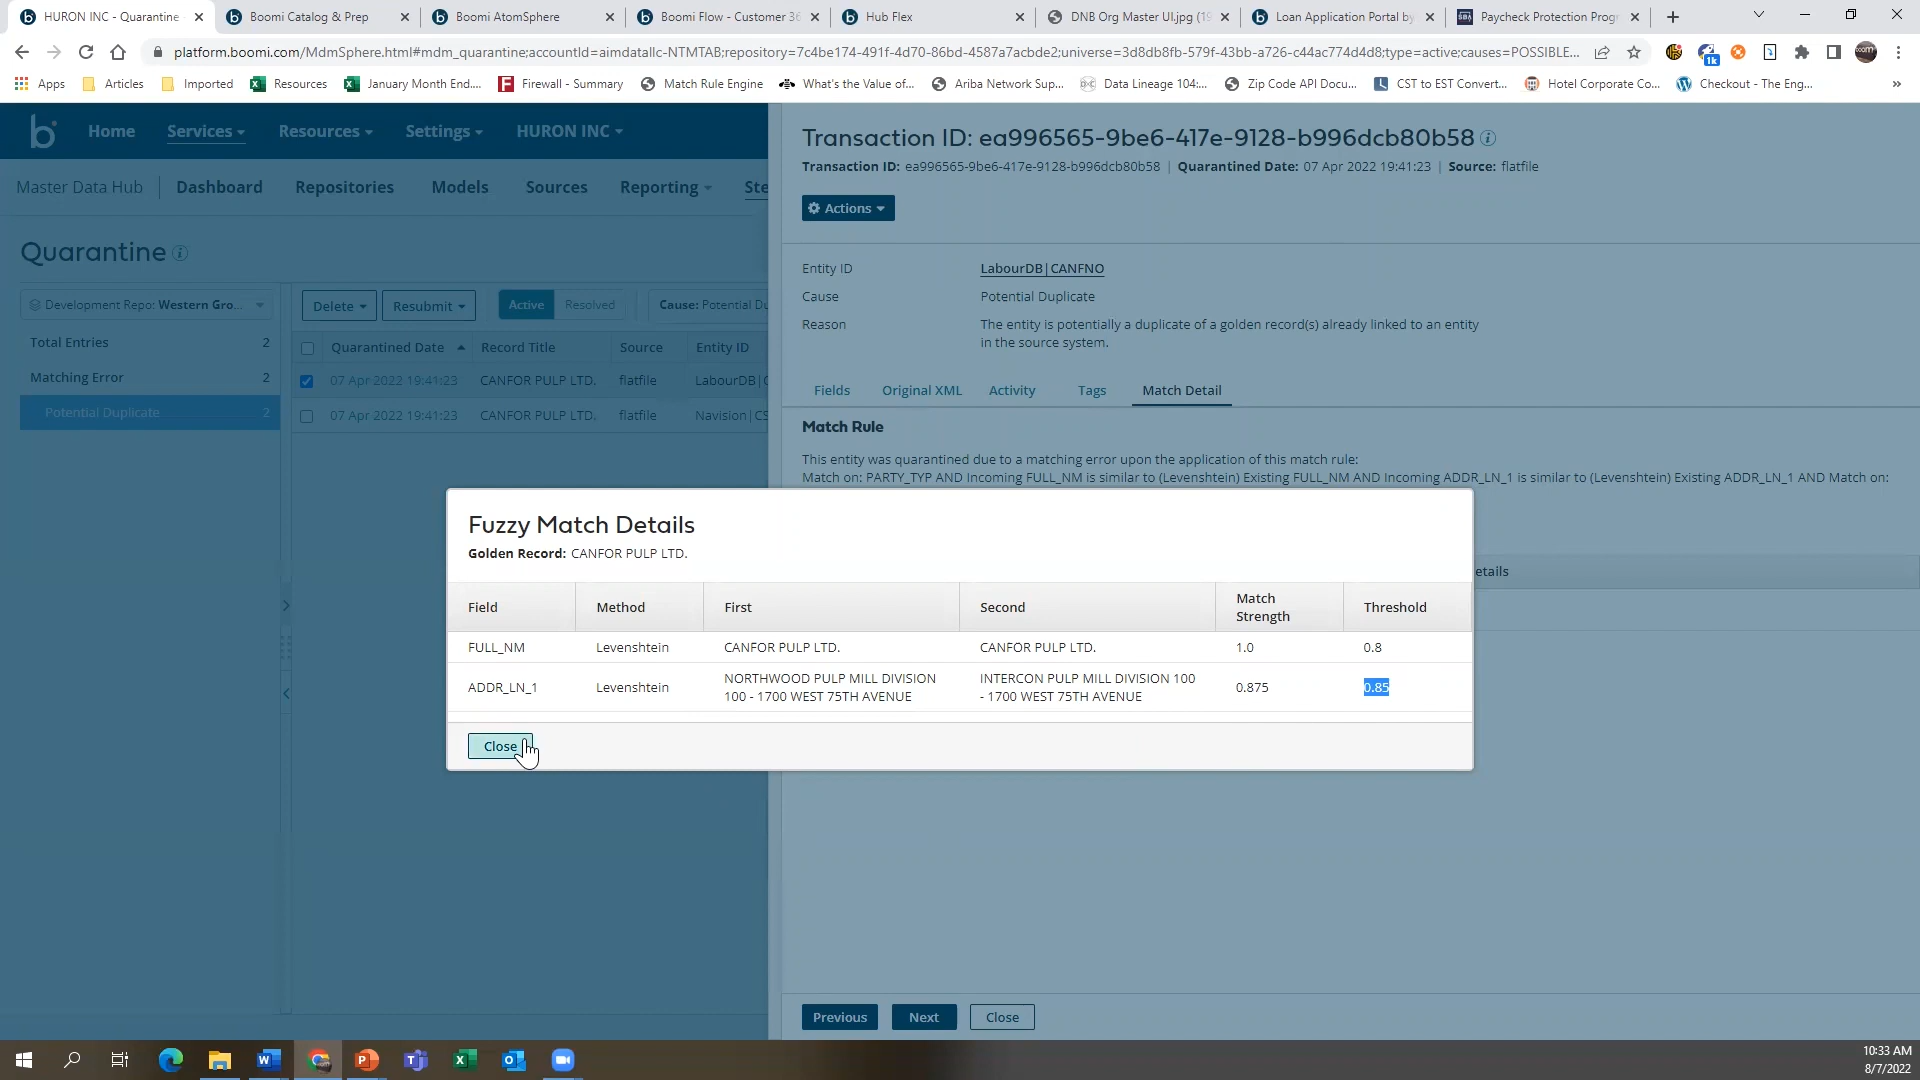 HURON INC - Quarantine
Boomi Catalog & Prep
Boomi AtomSphere
Boomi Flow - Customer 36
Hub Flex
DNB Org Master UI.jpg (19
Loan Application Portal by
Paycheck Protection Progr
platform.boomi.com/MdmSphere.html#mdm_quarantine;accountId=aimdatallc-NTMTAB;repository=7c4be174-491f-4d70-86bd-4587a7acbde2;universe=3d8db8fb-579f-43bb-a726-c44ac774d4d8;type=active;causes=POSSIBLE...
1k
Apps
Articles
Imported
Resources
January Month End....
Firewall - Summary
Match Rule Engine
What's the Value of...
Ariba Network Sup...
Data Lineage 104:...
Zip Code API Docu...
CST to EST Convert...
Hotel Corporate Co...
Checkout - The Eng...
»
Home
Services
Resources
Settings
HURON INC
Master Data Hub
Dashboard
Repositories
Models
Sources
Reporting
Ste
Quarantine
Development Repo: Western Gro...
Total Entries 2
Matching Error 2
Potential Duplicate 2
Delete
Resubmit
Active
Resolved
Cause: Potential Du
Quarantined Date Record Title Source Entity ID
07 Apr 2022 19:41:23 CANFOR PULP LTD. flatfile LabourDB|C
07 Apr 2022 19:41:23 CANFOR PULP LTD. flatfile Navision|CS
Transaction ID: ea996565-9be6-417e-9128-b996dcb80b58
Transaction ID: ea996565-9be6-417e-9128-b996dcb80b58 | Quarantined Date: 07 Apr 2022 19:41:23 | Source: flatfile
Actions
Entity ID LabourDB|CANFNO
Cause Potential Duplicate
Reason The entity is potentially a duplicate of a golden record(s) already linked to an entity
in the source system.
Fields
Original XML
Activity
Tags
Match Detail
Match Rule
This entity was quarantined due to a matching error upon the application of this match rule:
Match on: PARTY_TYP AND Incoming FULL_NM is similar to (Levenshtein) Existing FULL_NM AND Incoming ADDR_LN_1 is similar to (Levenshtein) Existing ADDR_LN_1 AND Match on:
etails
Fuzzy Match Details
Golden Record: CANFOR PULP LTD.
Field Method First Second Match Strength Threshold
FULL_NM Levenshtein CANFOR PULP LTD. CANFOR PULP LTD. 1.0 0.8
ADDR_LN_1 Levenshtein NORTHWOOD PULP MILL DIVISION 100 - 1700 WEST 75TH AVENUE INTERCON PULP MILL DIVISION 100 - 1700 WEST 75TH AVENUE 0.875 0.85
Close
Previous
Next
Close
10:33 AM
8/7/2022